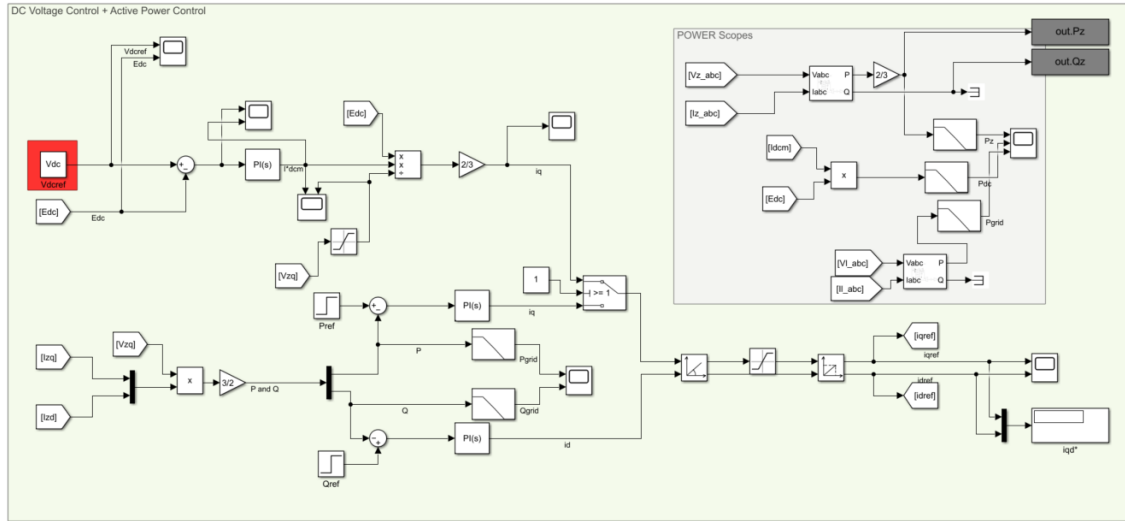 DC Voltage Control + Active Power Control
Vdcref
Edc
Vdc
Vdcref
[Edc]
Edc
+
−
PI(s)
i*dcm
[Edc]
x
x
÷
2/3
iq
[Vzq]
POWER Scopes
[Vz_abc]
[Iz_abc]
Vabc
Iabc
P
Q
2/3
out.Pz
out.Qz
Pz
[Idcm]
[Edc]
x
Pdc
Pgrid
[Vl_abc]
[Il_abc]
Vabc
Iabc
P
Q
1
>= 1
Pref
+
−
PI(s)
iq
[Izq]
[Izd]
[Vzq]
x
3/2
P and Q
P
Pgrid
Q
Qgrid
−
+
PI(s)
id
Qref
[iqref]
iqref
idref
[idref]
iqd*